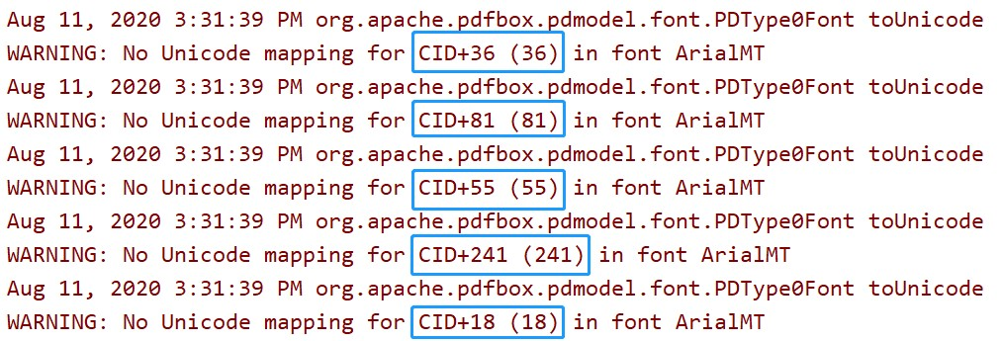 Aug 11, 2020 3:31:39 PM org.apache.pdfbox.pdmodel.font.PDType0Font toUnicode
WARNING: No Unicode mapping for CID+36 (36) in font ArialMT
Aug 11, 2020 3:31:39 PM org.apache.pdfbox.pdmodel.font.PDType0Font toUnicode
WARNING: No Unicode mapping for CID+81 (81) in font ArialMT
Aug 11, 2020 3:31:39 PM org.apache.pdfbox.pdmodel.font.PDType0Font toUnicode
WARNING: No Unicode mapping for CID+55 (55) in font ArialMT
Aug 11, 2020 3:31:39 PM org.apache.pdfbox.pdmodel.font.PDType0Font toUnicode
WARNING: No Unicode mapping for CID+241 (241) in font ArialMT
Aug 11, 2020 3:31:39 PM org.apache.pdfbox.pdmodel.font.PDType0Font toUnicode
WARNING: No Unicode mapping for CID+18 (18) in font ArialMT